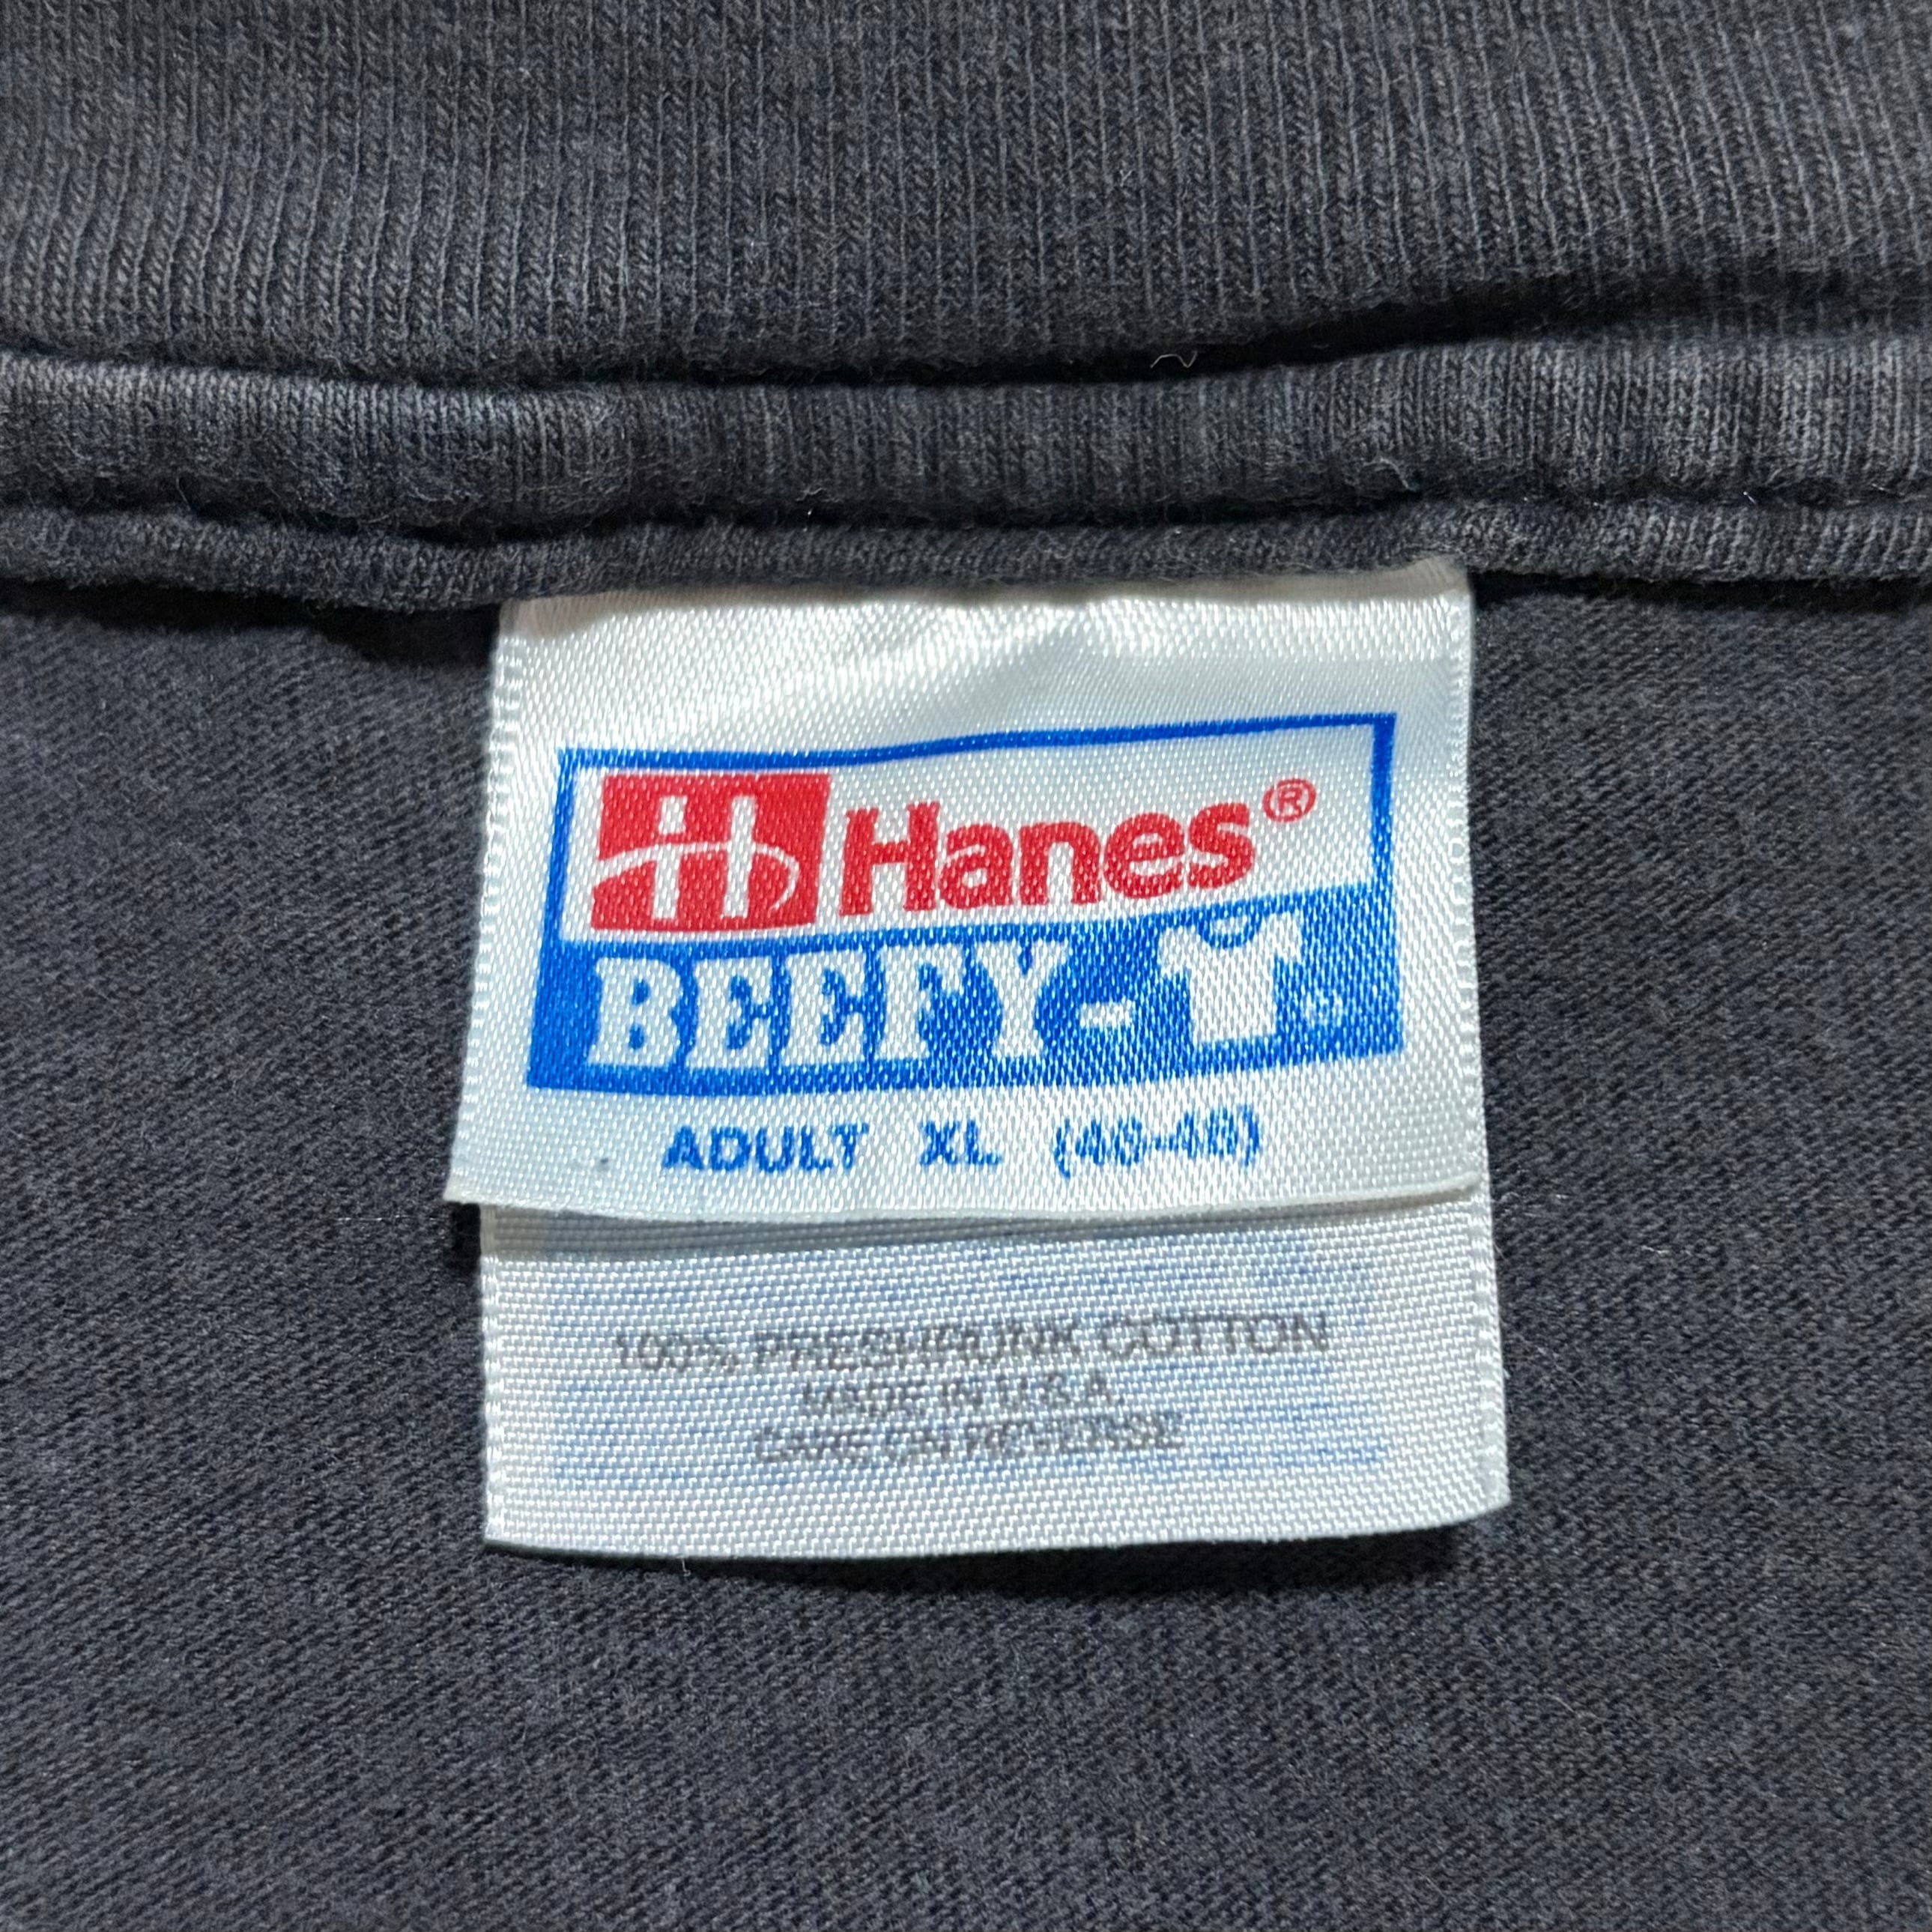 Hanes®
BEEFY-T®
ADULT XL (46-48)
100% PRESHRUNK COTTON
MADE IN U.S.A.
CARE ON REVERSE